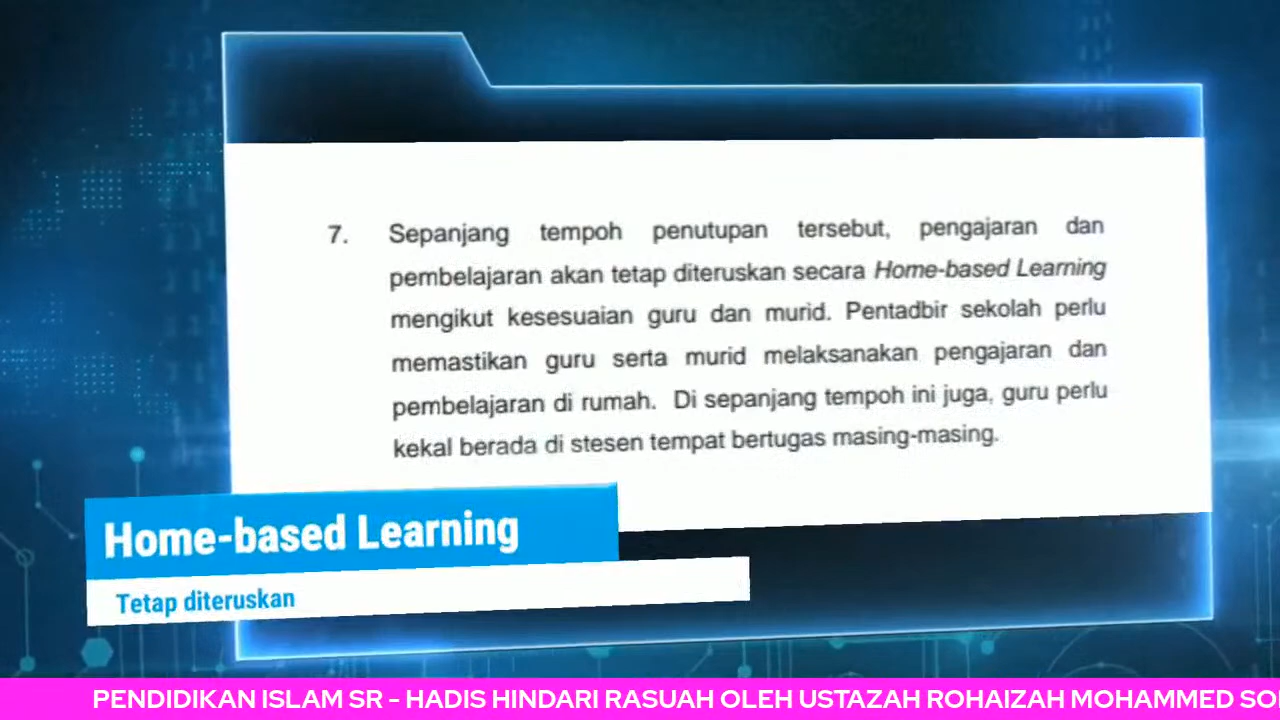 7. Sepanjang tempoh penutupan tersebut, pengajaran dan
pembelajaran akan tetap diteruskan secara Home-based Learning
mengikut kesesuaian guru dan murid. Pentadbir sekolah perlu
memastikan guru serta murid melaksanakan pengajaran dan
pembelajaran di rumah. Di sepanjang tempoh ini juga, guru perlu
kekal berada di stesen tempat bertugas masing-masing.
Home-based Learning
Tetap diteruskan
PENDIDIKAN ISLAM SR - HADIS HINDARI RASUAH OLEH USTAZAH ROHAIZAH MOHAMMED